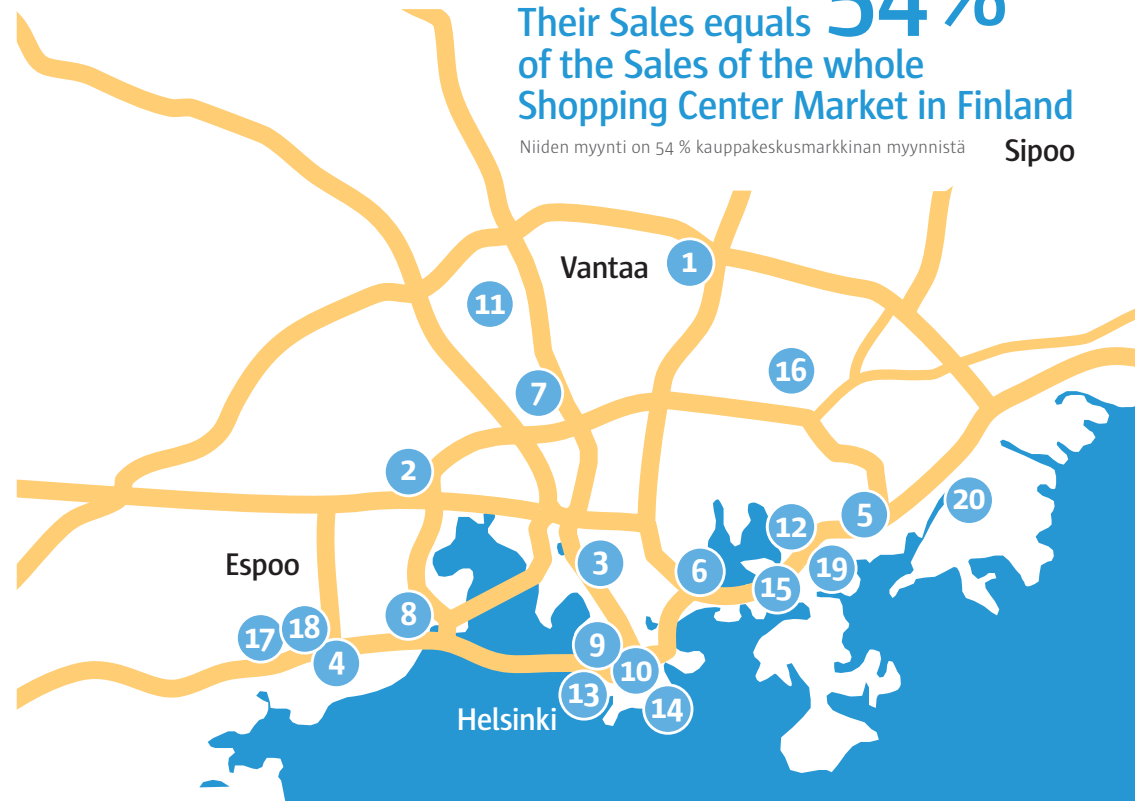 Their Sales equals 54%
of the Sales of the whole
Shopping Center Market in Finland
Niiden myynti on 54 % kauppakeskusmarkkinan myynnistä
Sipoo
Vantaa
1
11
16
7
2
20
5
12
Espoo
3
6
19
15
8
18
17
9
4
10
13
14
Helsinki